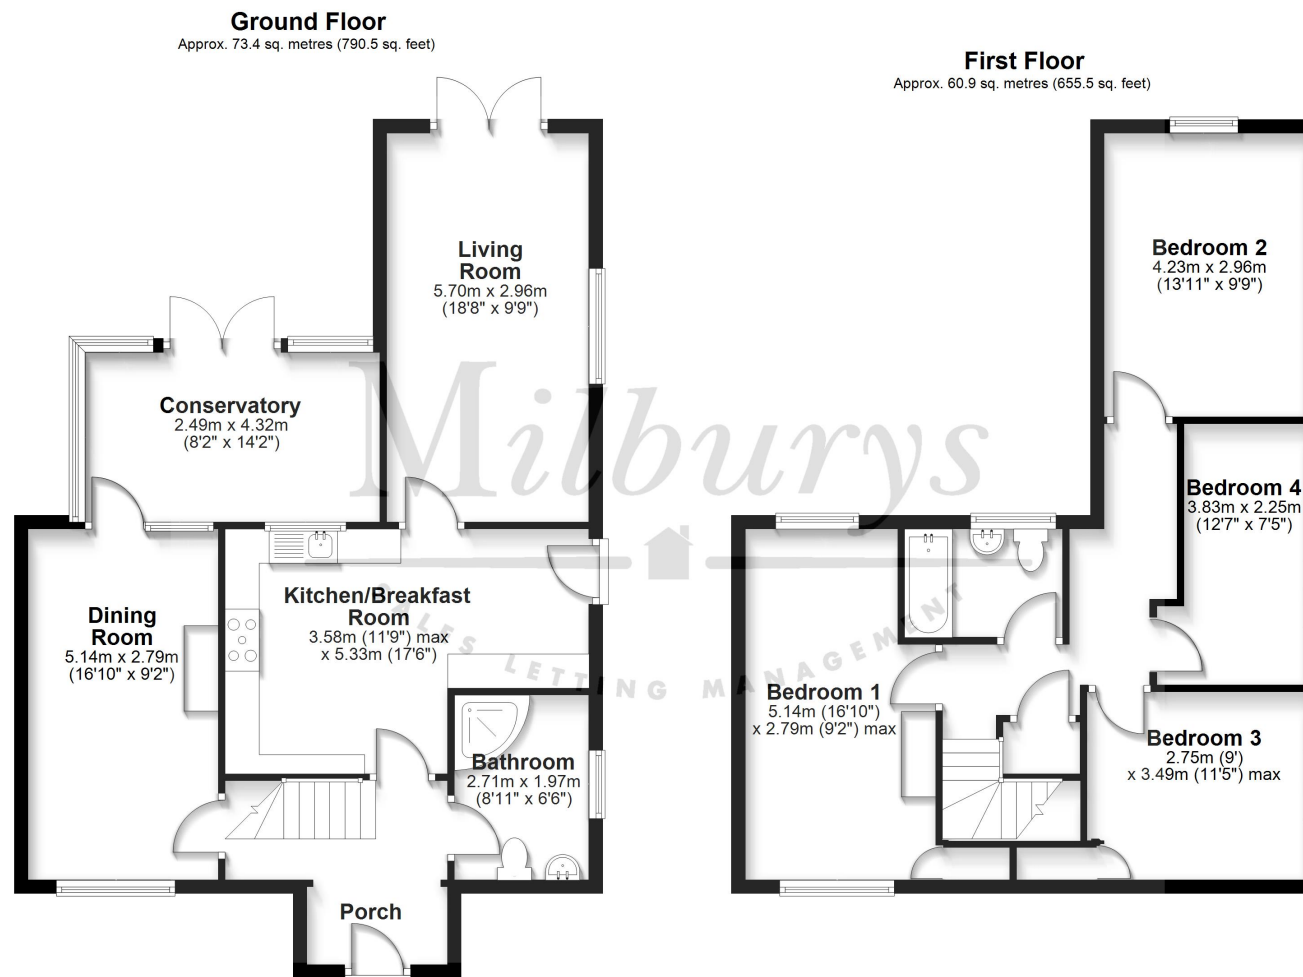 Ground Floor
Approx. 73.4 sq. metres (790.5 sq. feet)
First Floor
Approx. 60.9 sq. metres (655.5 sq. feet)
Living
Room
5.70m x 2.96m
(18'8" x 9'9")
Bedroom 2
4.23m x 2.96m
(13'11" x 9'9")
Conservatory
2.49m x 4.32m
(8'2" x 14'2")
Milburys
SALES LETTING MANAGEMENT
Bedroom 4
3.83m x 2.25m
(12'7" x 7'5")
Kitchen/Breakfast
Room
3.58m (11'9") max
x 5.33m (17'6")
Dining
Room
5.14m x 2.79m
(16'10" x 9'2")
Bedroom 1
5.14m (16'10")
x 2.79m (9'2") max
Bedroom 3
2.75m (9')
x 3.49m (11'5") max
Bathroom
2.71m x 1.97m
(8'11" x 6'6")
Porch